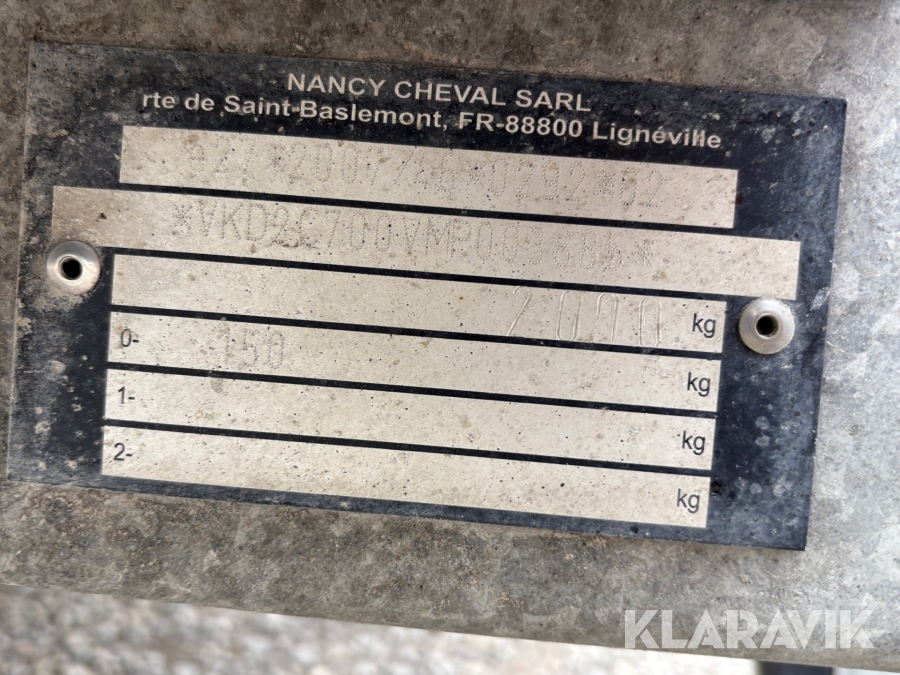 NANCY CHEVAL SARL
rte de Saint-Baslemont, FR-88800 Lignéville
2000 kg
0- 150 kg
1- kg
2- kg
KLARAVIK